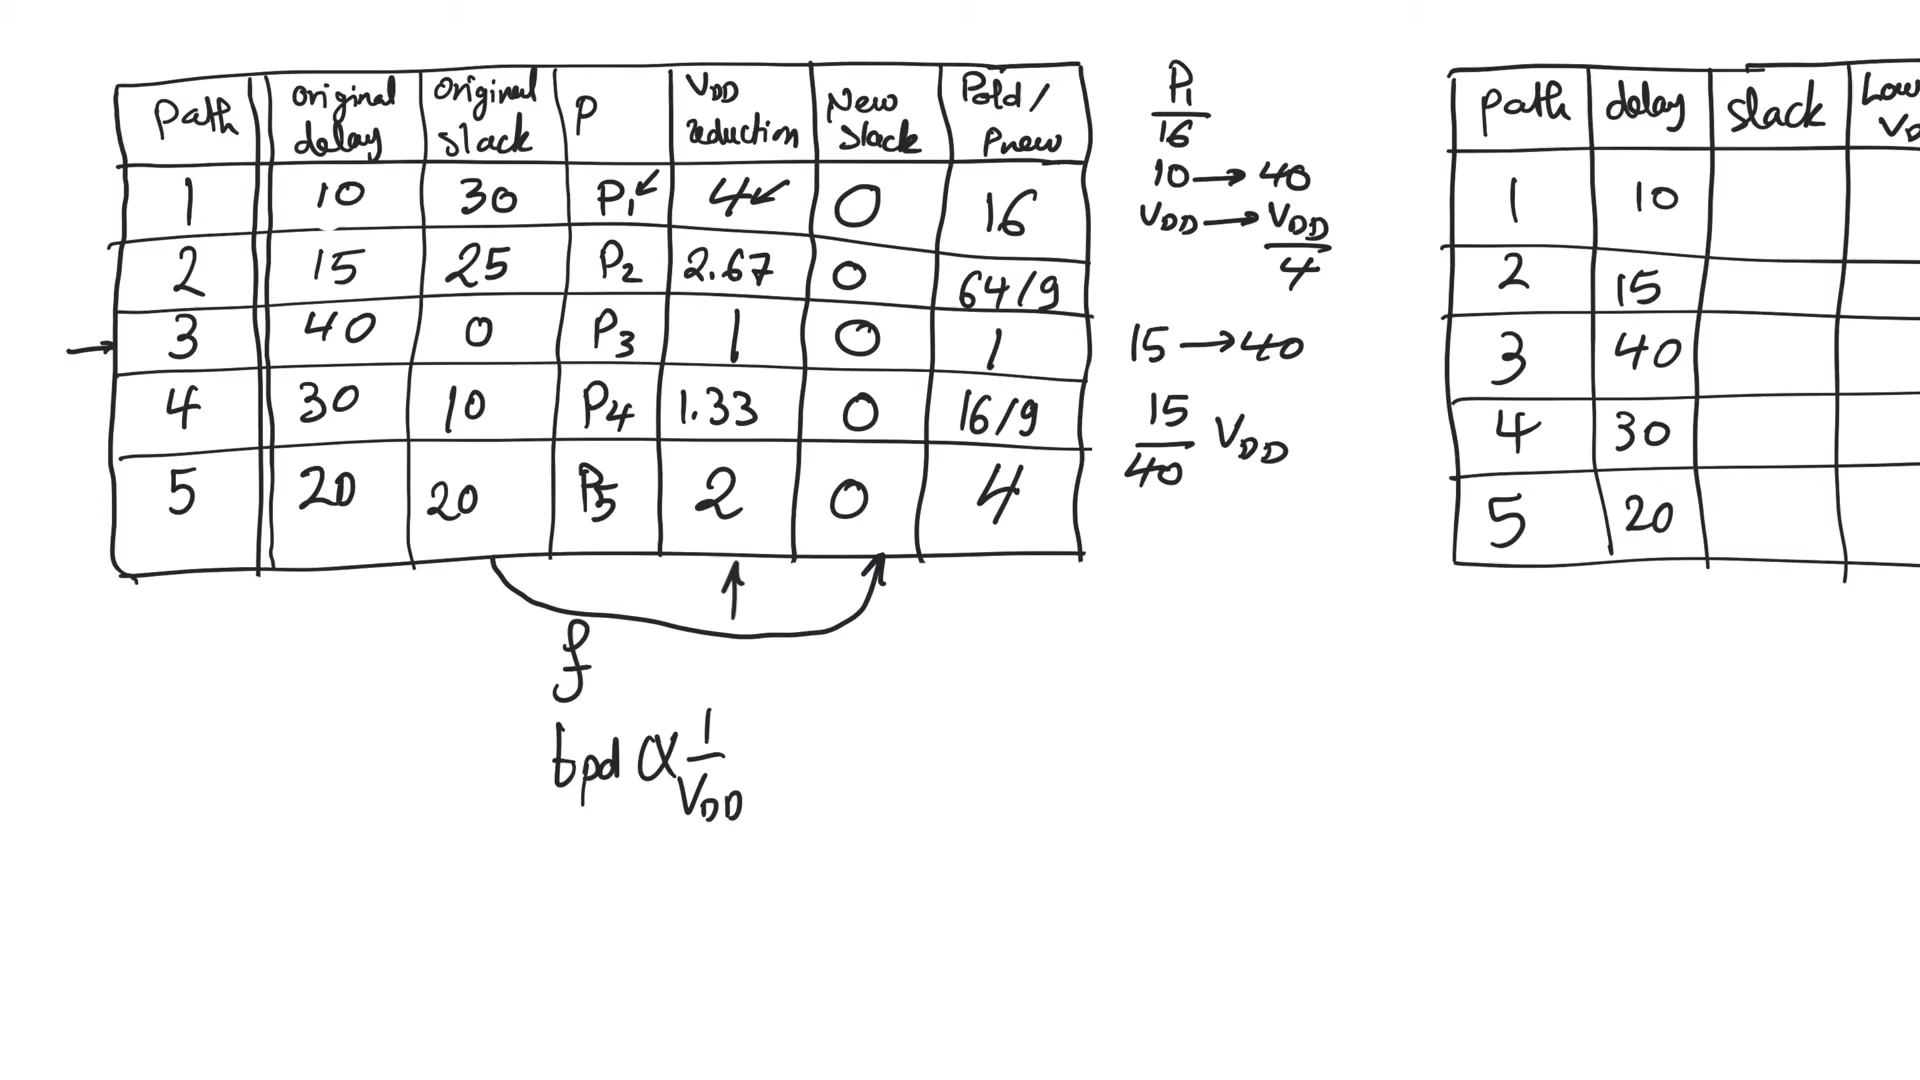 Path original delay Original slack P VDD reduction New Slack Pold / Pnew
1 10 30 P1 4 0 16
2 15 25 P2 2.67 0 64/9
3 40 0 P3 1 0 1
4 30 10 P4 1.33 0 16/9
5 20 20 P5 2 0 4
P1
16
10 → 40
VDD → VDD
4
15 → 40
15
40 VDD
f
tpd ∝ 1
VDD
Path delay slack Low
1 10
2 15
3 40
4 30
5 20